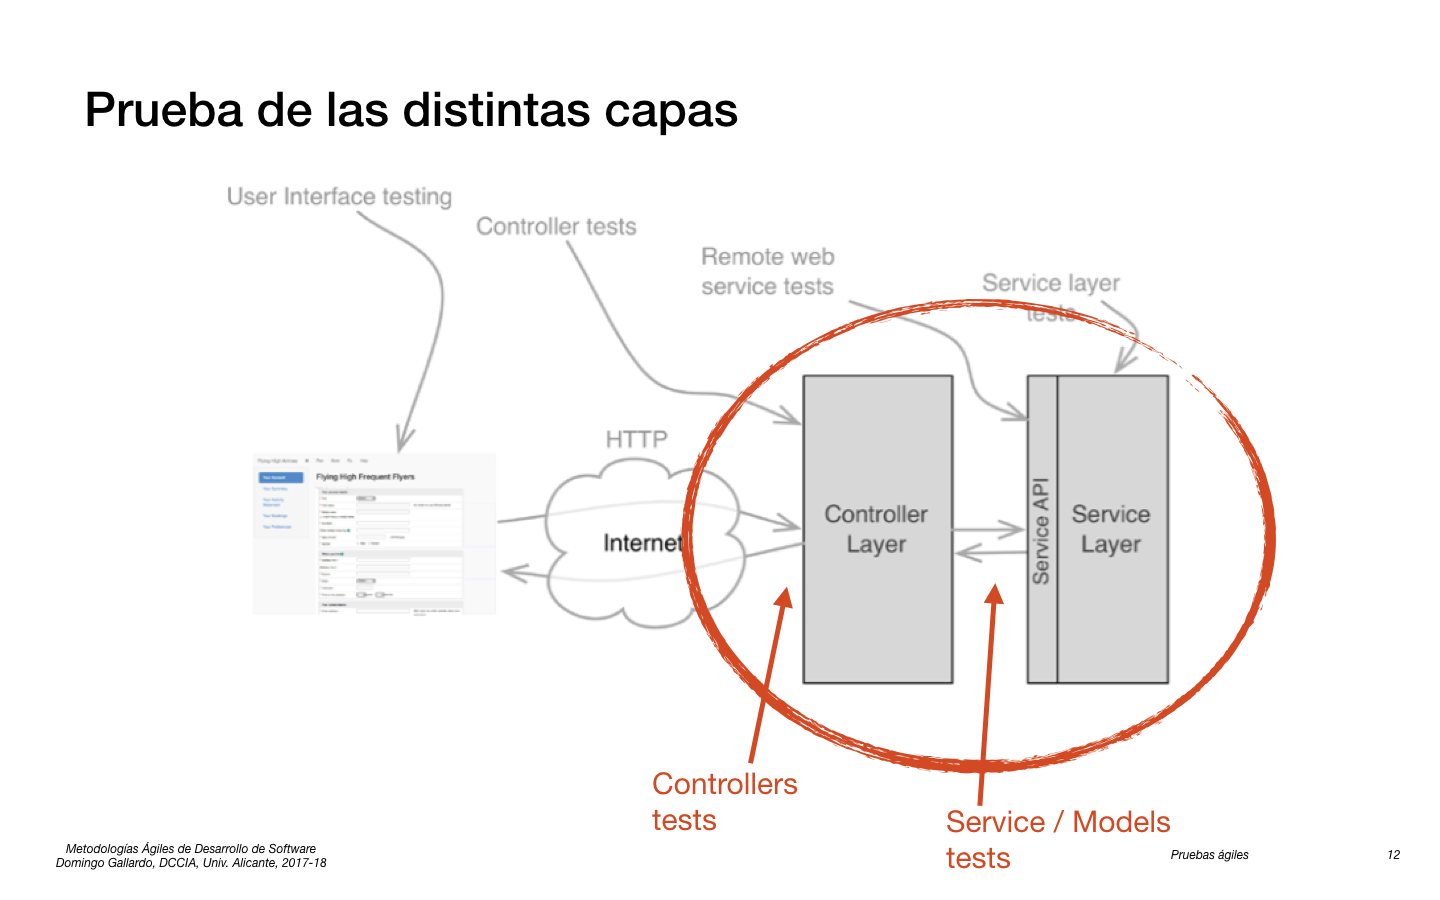 Prueba de las distintas capas
User Interface testing
Controller tests
Remote web
service tests
Service layer
tests
HTTP
Internet
Flying High Frequent Flyers
Controller
Layer
Service API
Service
Layer
Controllers
tests
Service / Models
tests
Metodologías Ágiles de Desarrollo de Software
Domingo Gallardo, DCCIA, Univ. Alicante, 2017-18
Pruebas ágiles
12